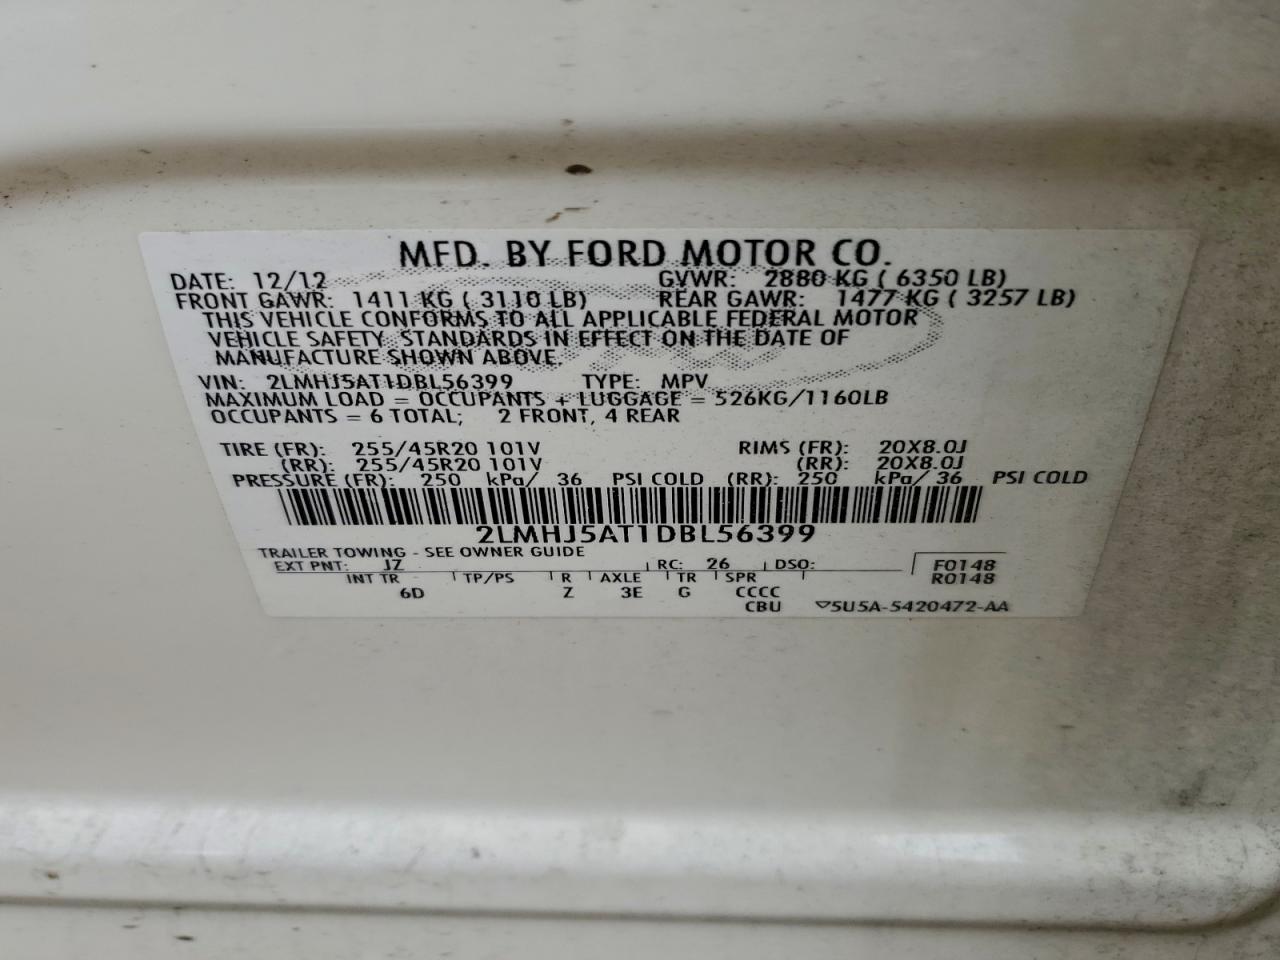 MFD. BY FORD MOTOR CO.
DATE: 12/12 GVWR: 2880 KG ( 6350 LB)
FRONT GAWR: 1411 KG ( 3110 LB) REAR GAWR: 1477 KG ( 3257 LB)
THIS VEHICLE CONFORMS TO ALL APPLICABLE FEDERAL MOTOR
VEHICLE SAFETY STANDARDS IN EFFECT ON THE DATE OF
MANUFACTURE SHOWN ABOVE.
VIN: 2LMHJ5AT1DBL56399 TYPE: MPV
MAXIMUM LOAD = OCCUPANTS + LUGGAGE = 526KG/1160LB
OCCUPANTS = 6 TOTAL; 2 FRONT, 4 REAR
TIRE (FR): 255/45R20 101V RIMS (FR): 20X8.0J
(RR): 255/45R20 101V (RR): 20X8.0J
PRESSURE (FR): 250 kPa/ 36 PSI COLD (RR): 250 kPa/ 36 PSI COLD
2LMHJ5AT1DBL56399
TRAILER TOWING - SEE OWNER GUIDE
EXT PNT: JZ RC: 26 DSO: F0148
INT TR TP/PS R AXLE TR SPR R0148
6D Z 3E G CCCC
CBU ▽5U5A-5420472-AA